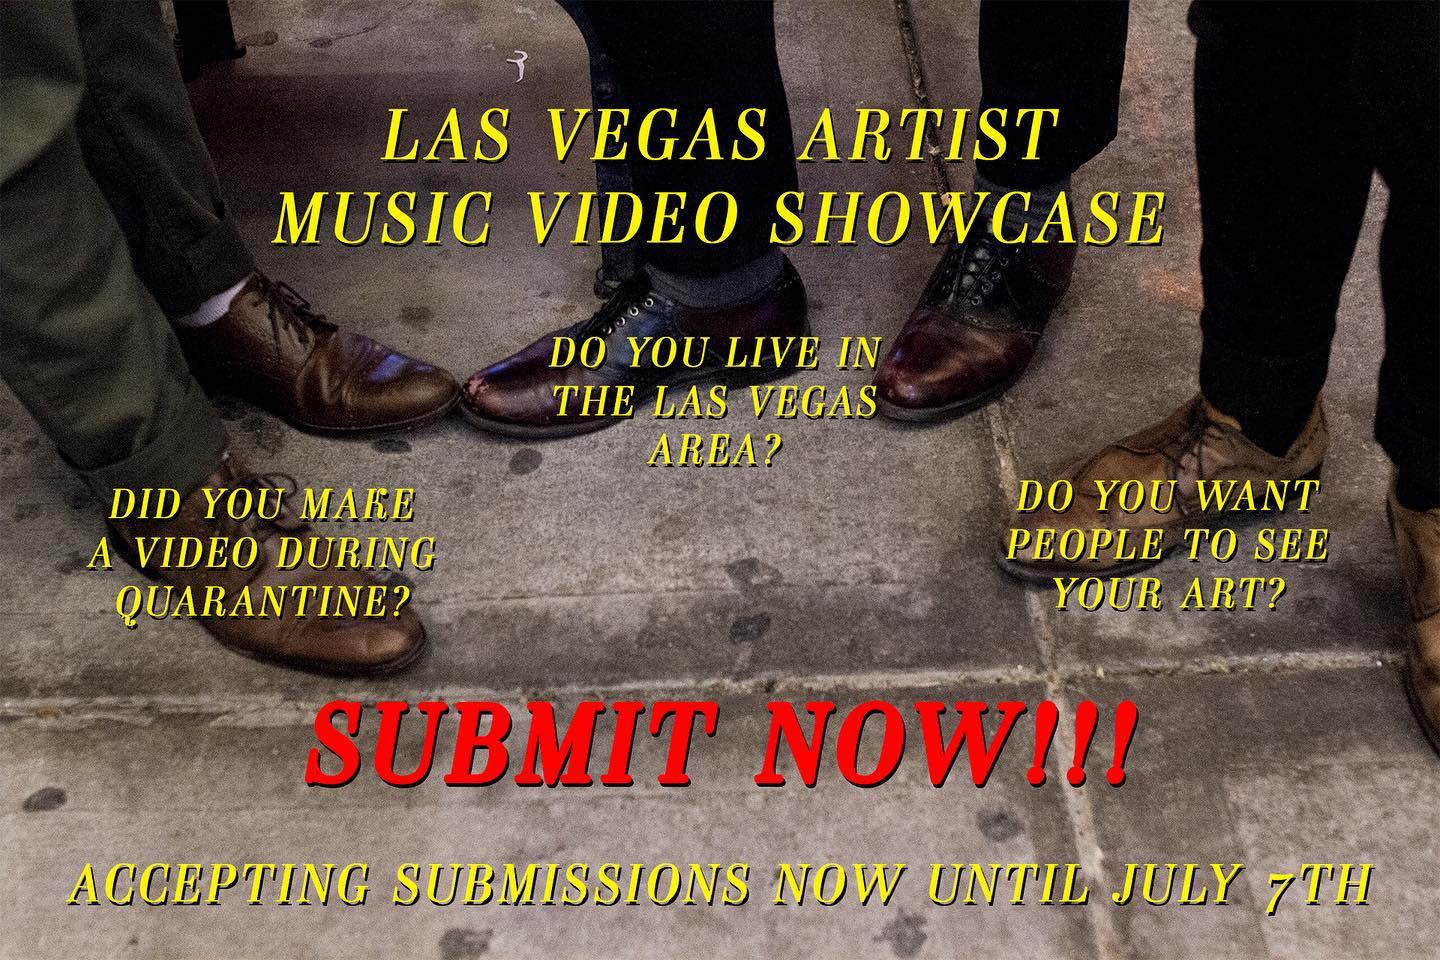 LAS VEGAS ARTIST
MUSIC VIDEO SHOWCASE
DO YOU LIVE IN
THE LAS VEGAS
AREA?
DID YOU MAKE
A VIDEO DURING
QUARANTINE?
DO YOU WANT
PEOPLE TO SEE
YOUR ART?
SUBMIT NOW!!!
ACCEPTING SUBMISSIONS NOW UNTIL JULY 7TH